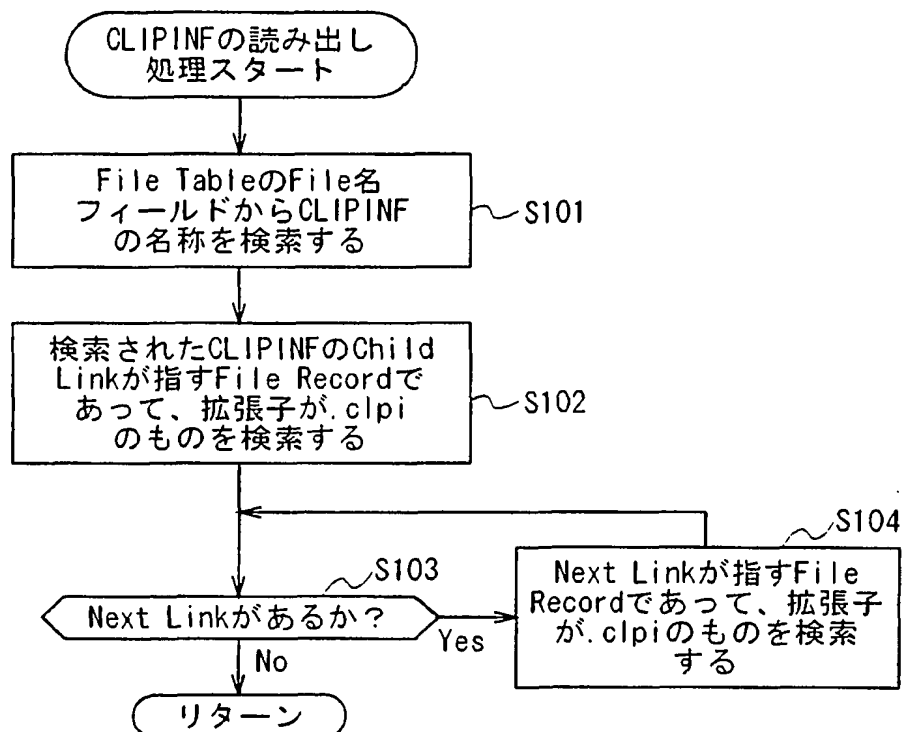 CLIPINFの読み出し
処理スタート
File TableのFile名
フィールドからCLIPINF
の名称を検索する
S101
検索されたCLIPINFのChild
Linkが指すFile Recordで
あって、拡張子が.clpi
のものを検索する
S102
S103
Next Linkがあるか?
Yes
No
S104
Next Linkが指すFile
Recordであって、拡張子
が.clpiのものを検索
する
リターン